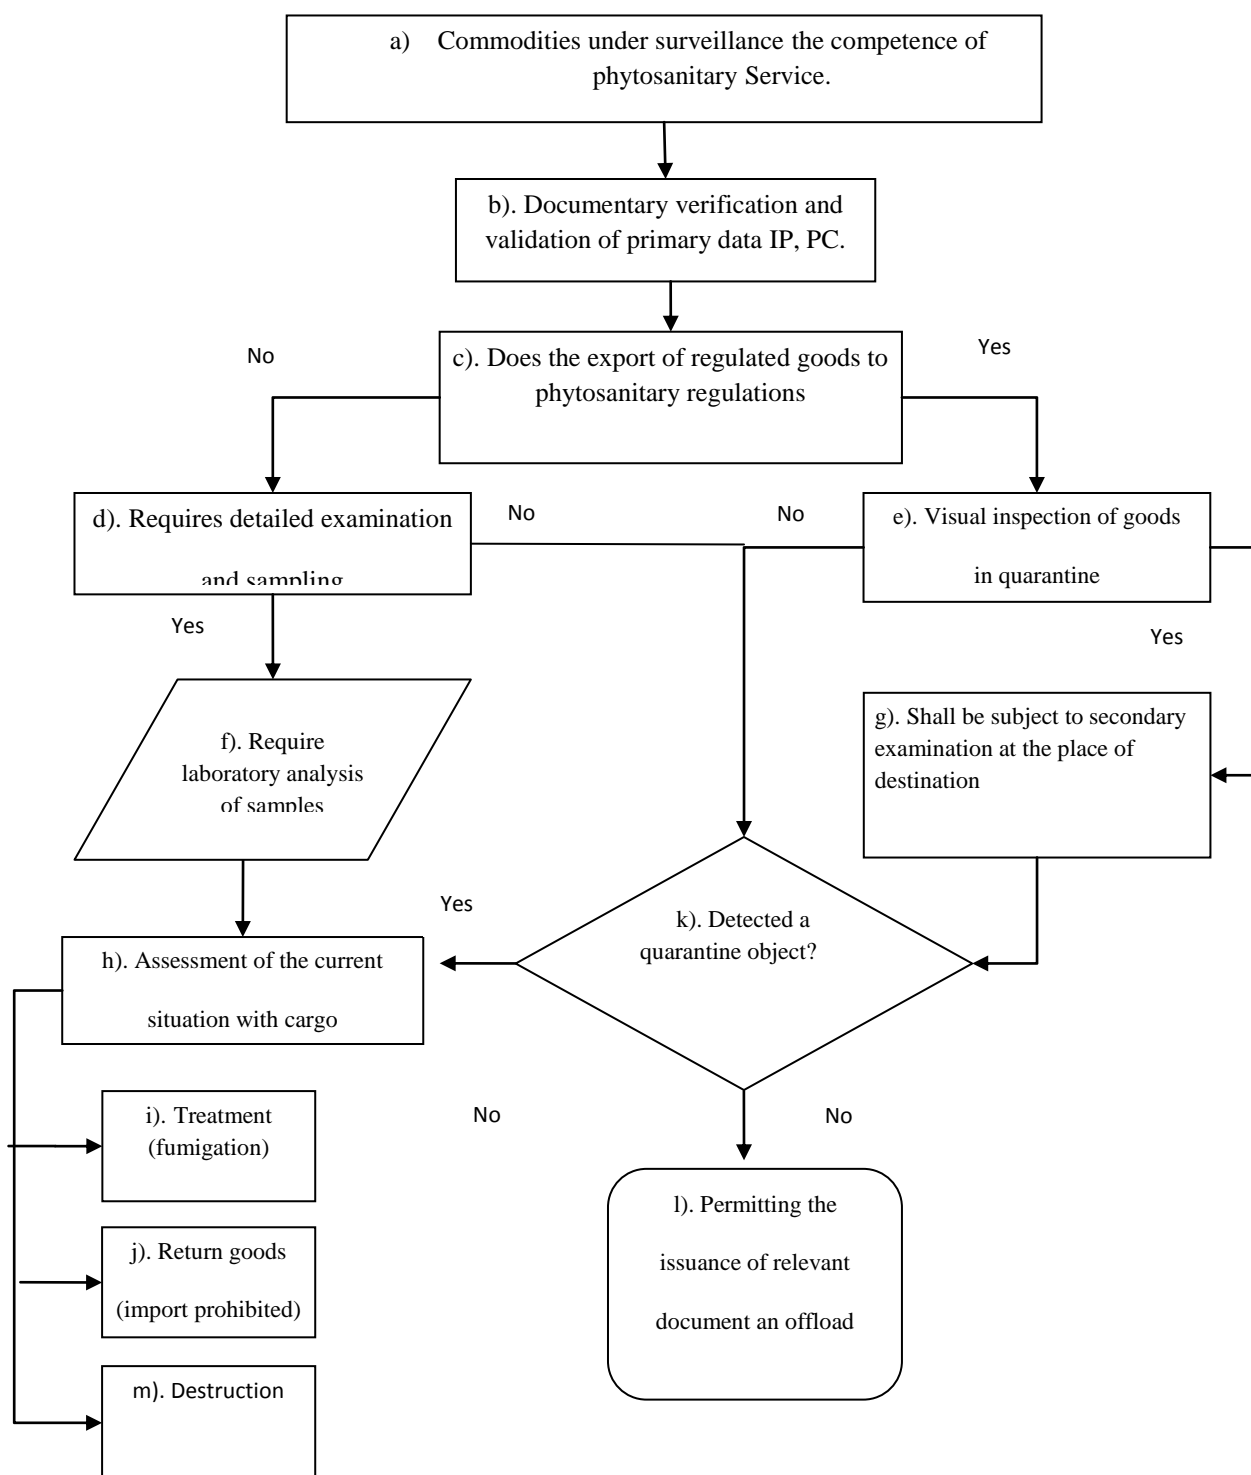 a) Commodities under surveillance the competence of
phytosanitary Service.
b). Documentary verification and
validation of primary data IP, PC.
No
Yes
c). Does the export of regulated goods to
phytosanitary regulations
d). Requires detailed examination
and sampling
No
No
e). Visual inspection of goods
in quarantine
Yes
Yes
f). Require
laboratory analysis
of samples
g). Shall be subject to secondary
examination at the place of
destination
Yes
k). Detected a
quarantine object?
h). Assessment of the current
situation with cargo
i). Treatment
(fumigation)
No
No
j). Return goods
(import prohibited)
l). Permitting the
issuance of relevant
document an offload
m). Destruction